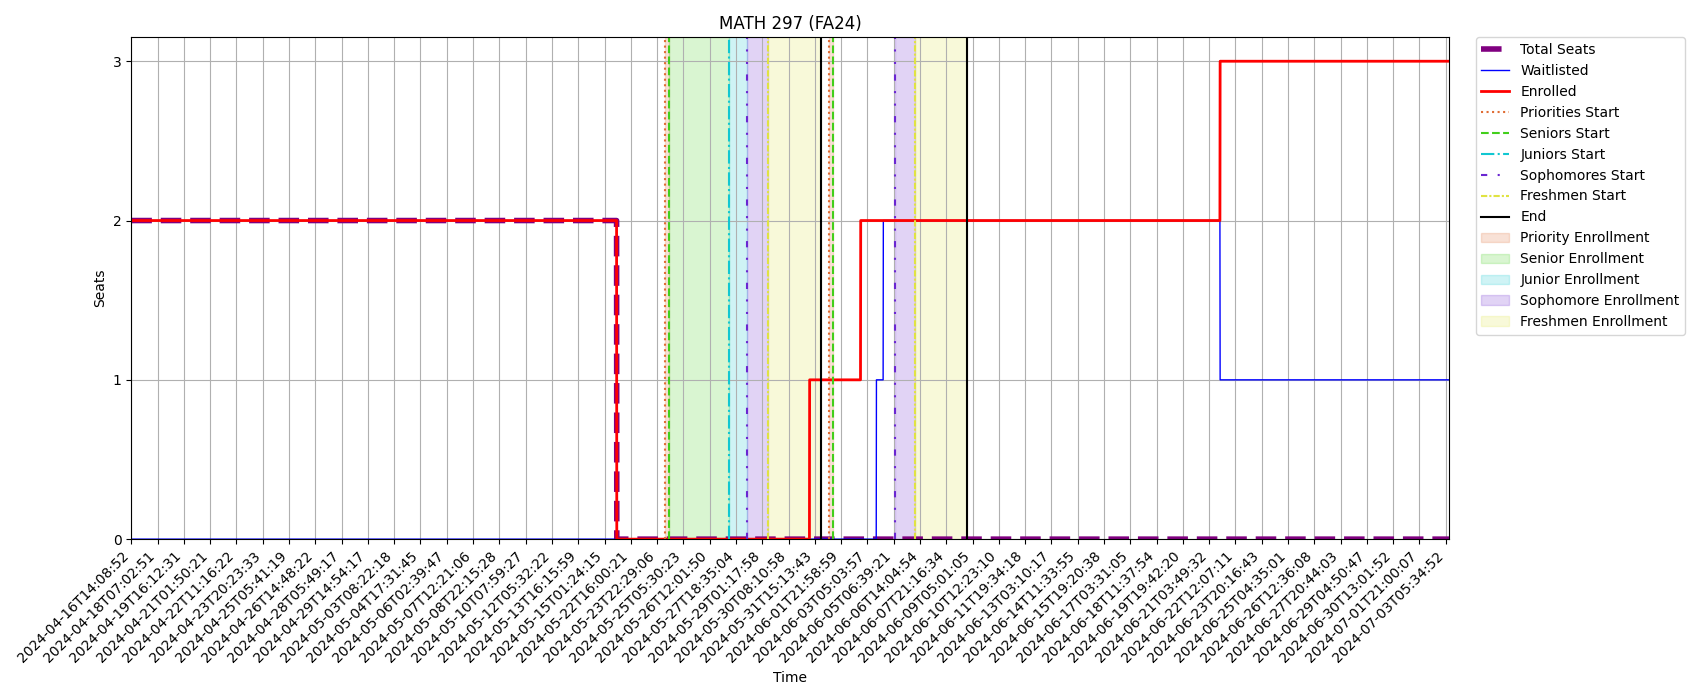 MATH 297 (FA24)
Seats
3
2
1
0
2024-04-16T14:08:52
2024-04-18T07:02:51
2024-04-19T16:12:31
2024-04-21T01:50:21
2024-04-22T11:16:22
2024-04-23T20:23:33
2024-04-25T05:41:19
2024-04-26T14:48:22
2024-04-28T05:49:17
2024-04-29T14:54:17
2024-05-03T08:22:18
2024-05-04T17:31:45
2024-05-06T02:39:47
2024-05-07T12:21:06
2024-05-08T22:15:28
2024-05-10T07:59:27
2024-05-12T05:32:22
2024-05-13T16:15:59
2024-05-15T01:24:15
2024-05-22T16:00:21
2024-05-23T22:29:06
2024-05-25T05:30:23
2024-05-26T12:01:50
2024-05-27T18:35:04
2024-05-29T01:17:58
2024-05-30T08:10:58
2024-05-31T15:13:43
2024-06-01T21:58:59
2024-06-03T05:03:57
2024-06-05T06:39:21
2024-06-06T14:04:54
2024-06-07T21:16:34
2024-06-09T05:01:05
2024-06-10T12:23:10
2024-06-11T19:34:18
2024-06-13T03:10:17
2024-06-14T11:33:55
2024-06-15T19:20:38
2024-06-17T03:31:05
2024-06-18T11:37:54
2024-06-19T19:42:20
2024-06-21T03:49:32
2024-06-22T12:07:11
2024-06-23T20:16:43
2024-06-25T04:35:01
2024-06-26T12:36:08
2024-06-27T20:44:03
2024-06-29T04:50:47
2024-06-30T13:01:52
2024-07-01T21:00:07
2024-07-03T05:34:52
Time
Total Seats
Waitlisted
Enrolled
Priorities Start
Seniors Start
Juniors Start
Sophomores Start
Freshmen Start
End
Priority Enrollment
Senior Enrollment
Junior Enrollment
Sophomore Enrollment
Freshmen Enrollment